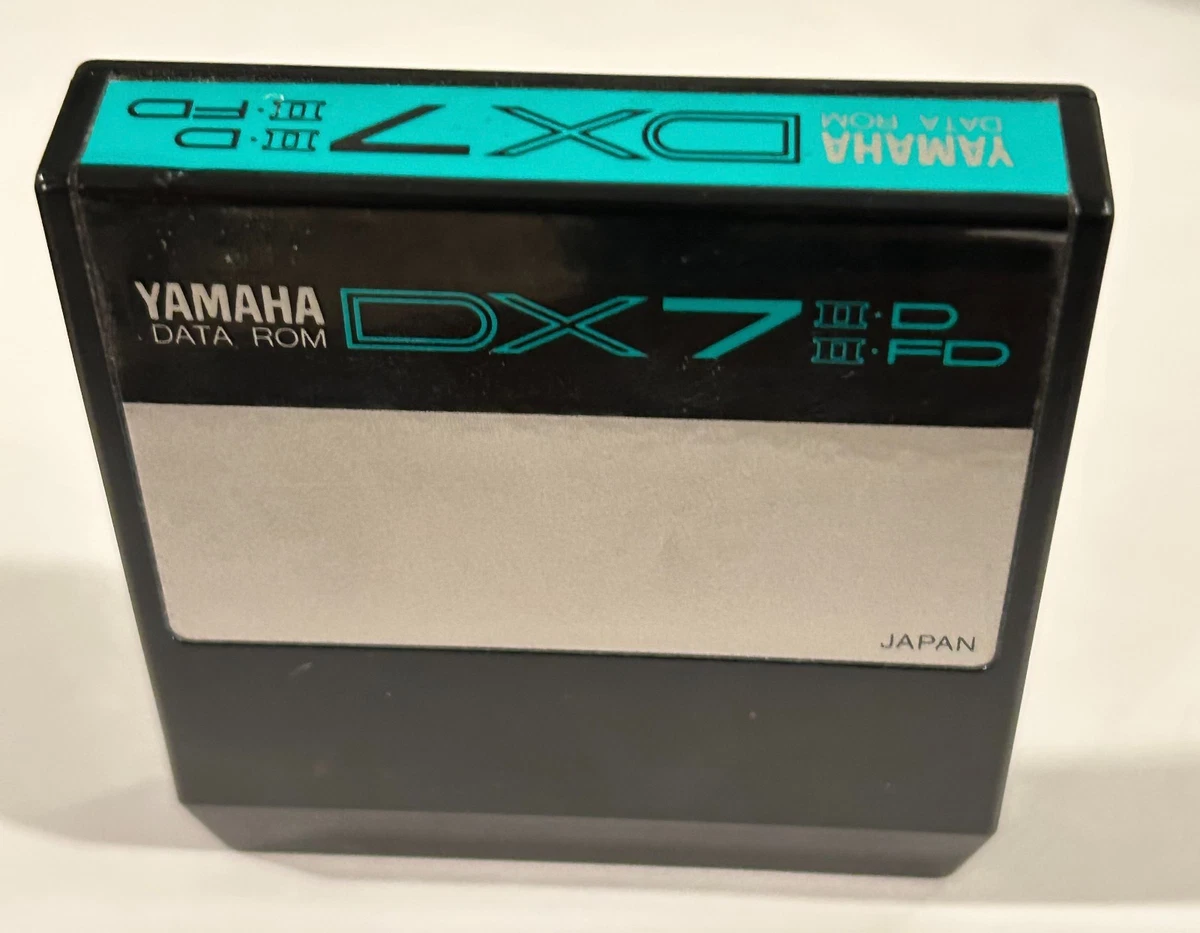 YAMAHA
DATA ROM
DX7 II·D
II·FD
YAMAHA
DATA ROM
DX7 II·D
II·FD
JAPAN